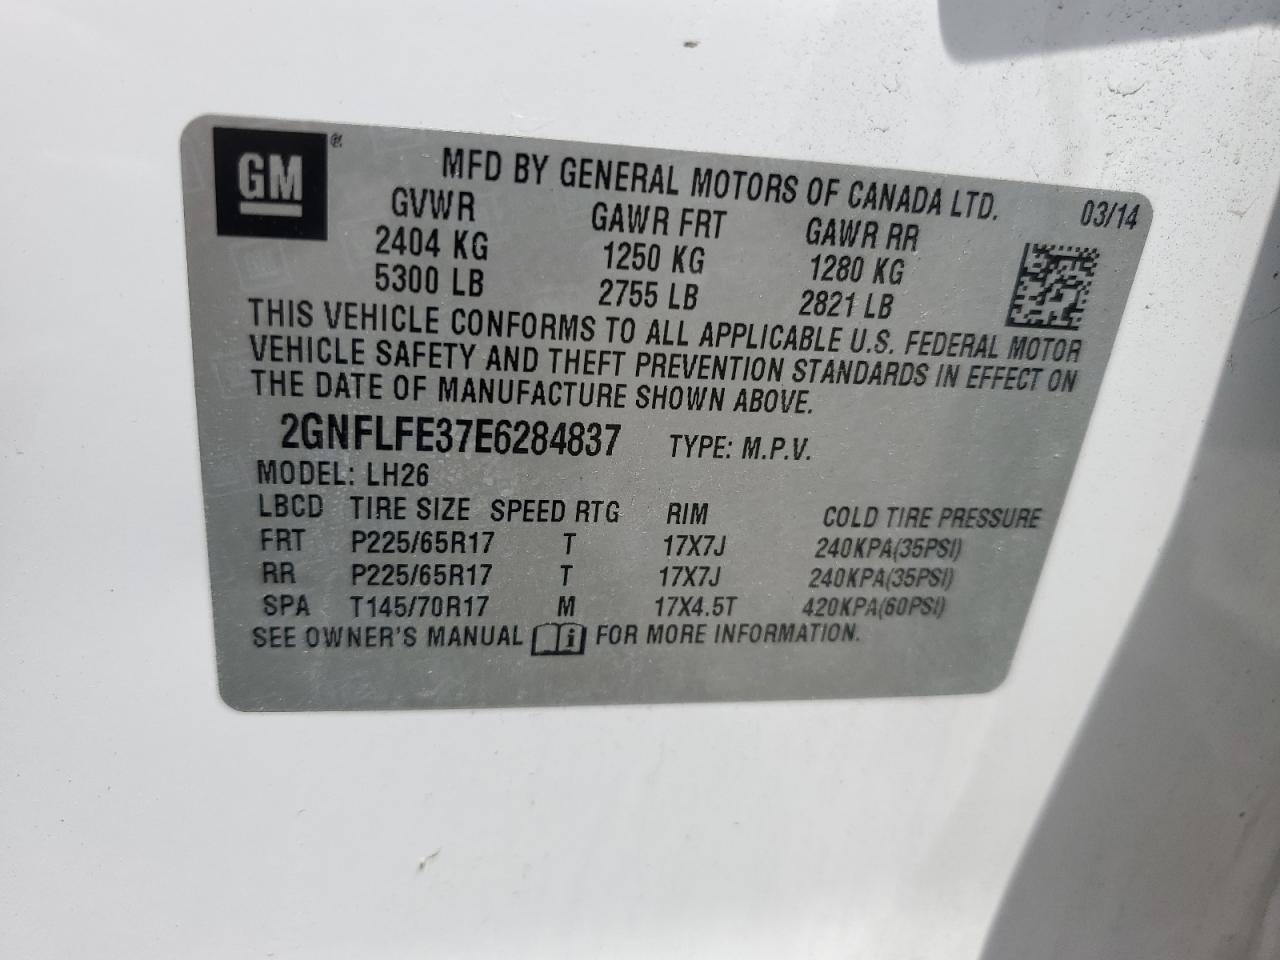 GM®
MFD BY GENERAL MOTORS OF CANADA LTD.
GVWR GAWR FRT GAWR RR 03/14
2404 KG 1250 KG 1280 KG
5300 LB 2755 LB 2821 LB
THIS VEHICLE CONFORMS TO ALL APPLICABLE U.S. FEDERAL MOTOR
VEHICLE SAFETY AND THEFT PREVENTION STANDARDS IN EFFECT ON
THE DATE OF MANUFACTURE SHOWN ABOVE.
2GNFLFE37E6284837 TYPE: M.P.V.
MODEL: LH26
LBCD TIRE SIZE SPEED RTG RIM COLD TIRE PRESSURE
FRT P225/65R17 T 17X7J 240KPA(35PSI)
RR P225/65R17 T 17X7J 240KPA(35PSI)
SPA T145/70R17 M 17X4.5T 420KPA(60PSI)
SEE OWNER'S MANUAL i FOR MORE INFORMATION.